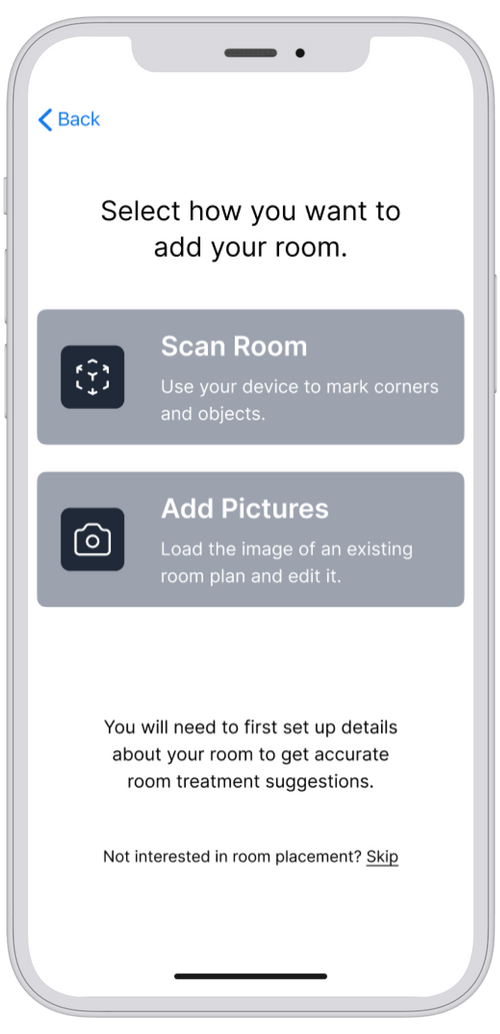 Back
Select how you want to
add your room.
Scan Room
Use your device to mark corners
and objects.
Add Pictures
Load the image of an existing
room plan and edit it.
You will need to first set up details
about your room to get accurate
room treatment suggestions.
Not interested in room placement? Skip